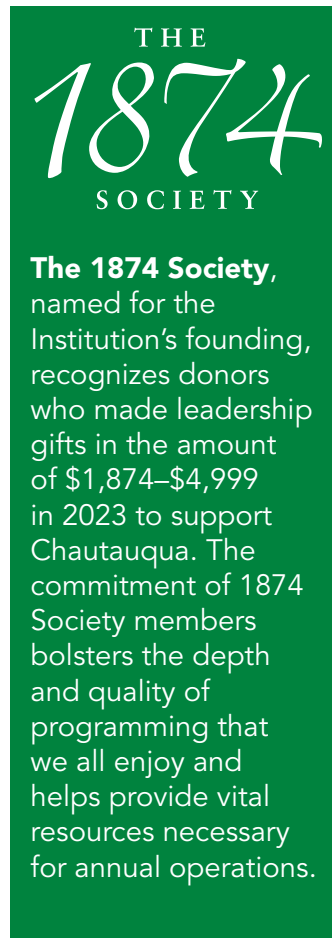 THE
1874
SOCIETY
The 1874 Society,
named for the
Institution’s founding,
recognizes donors
who made leadership
gifts in the amount
of $1,874–$4,999
in 2023 to support
Chautauqua. The
commitment of 1874
Society members
bolsters the depth
and quality of
programming that
we all enjoy and
helps provide vital
resources necessary
for annual operations.